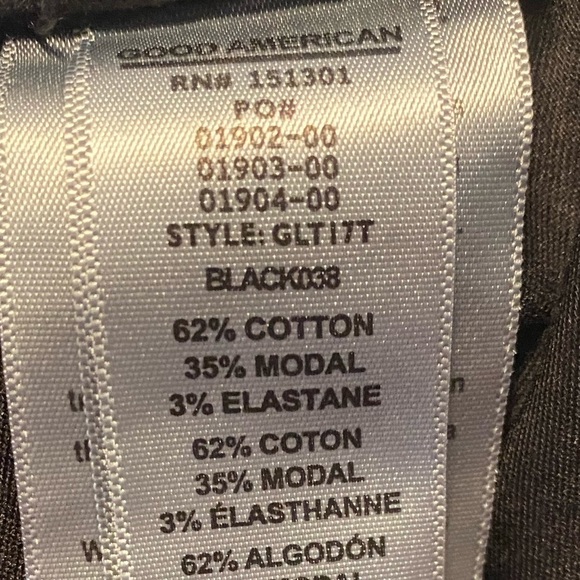 GOOD AMERICAN
RN# 151301
PO#
01902-00
01903-00
01904-00
STYLE: GLT17T
BLACK038
62% COTTON
35% MODAL
3% ELASTANE
62% COTON
35% MODAL
3% ÉLASTHANNE
62% ALGODÓN
MODAL